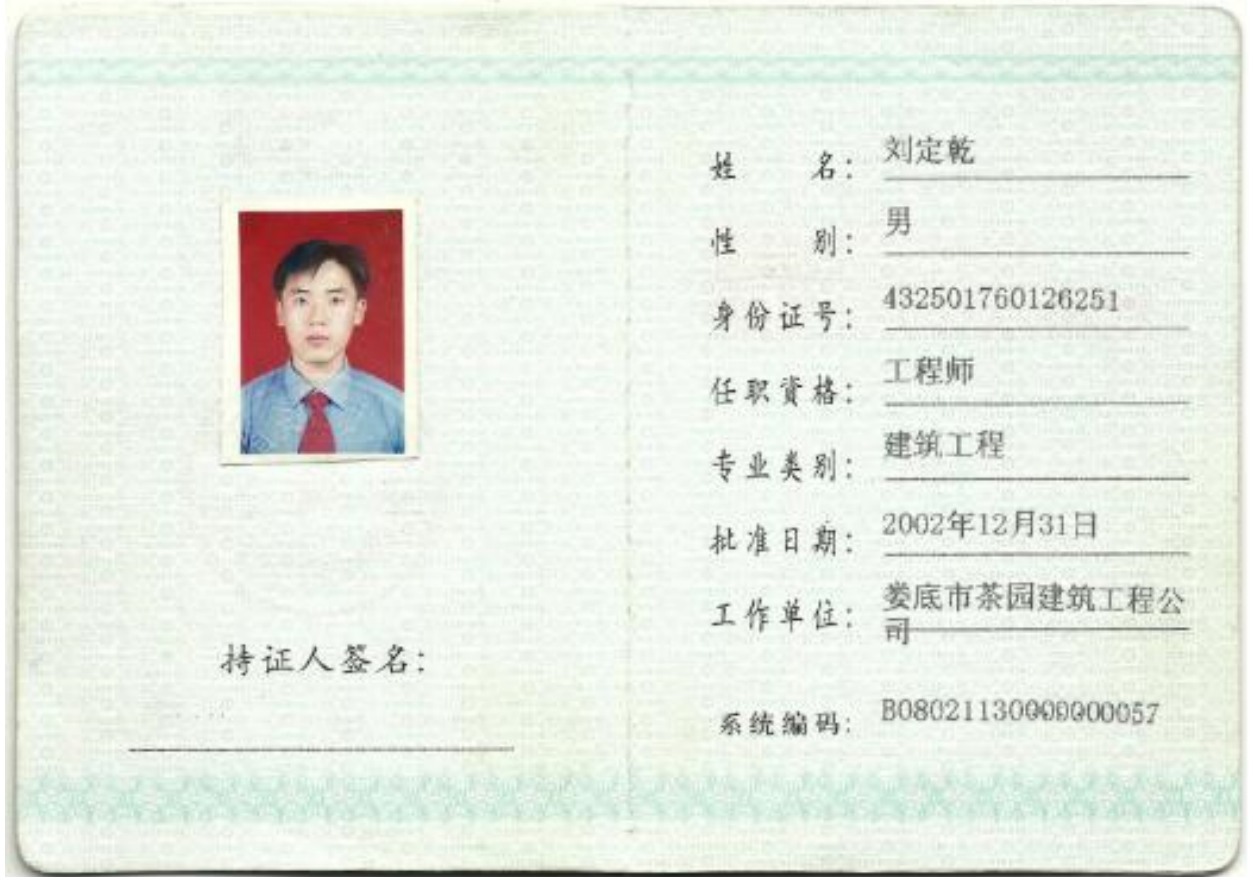 姓 名： 刘定乾
性 别： 男
身份证号： 432501760126251
任职資格： 工程师
专业类别： 建筑工程
批准日期： 2002年12月31日
工作单位： 娄底市茶园建筑工程公
司
持证人签名：
系统编码： B08021130000000057